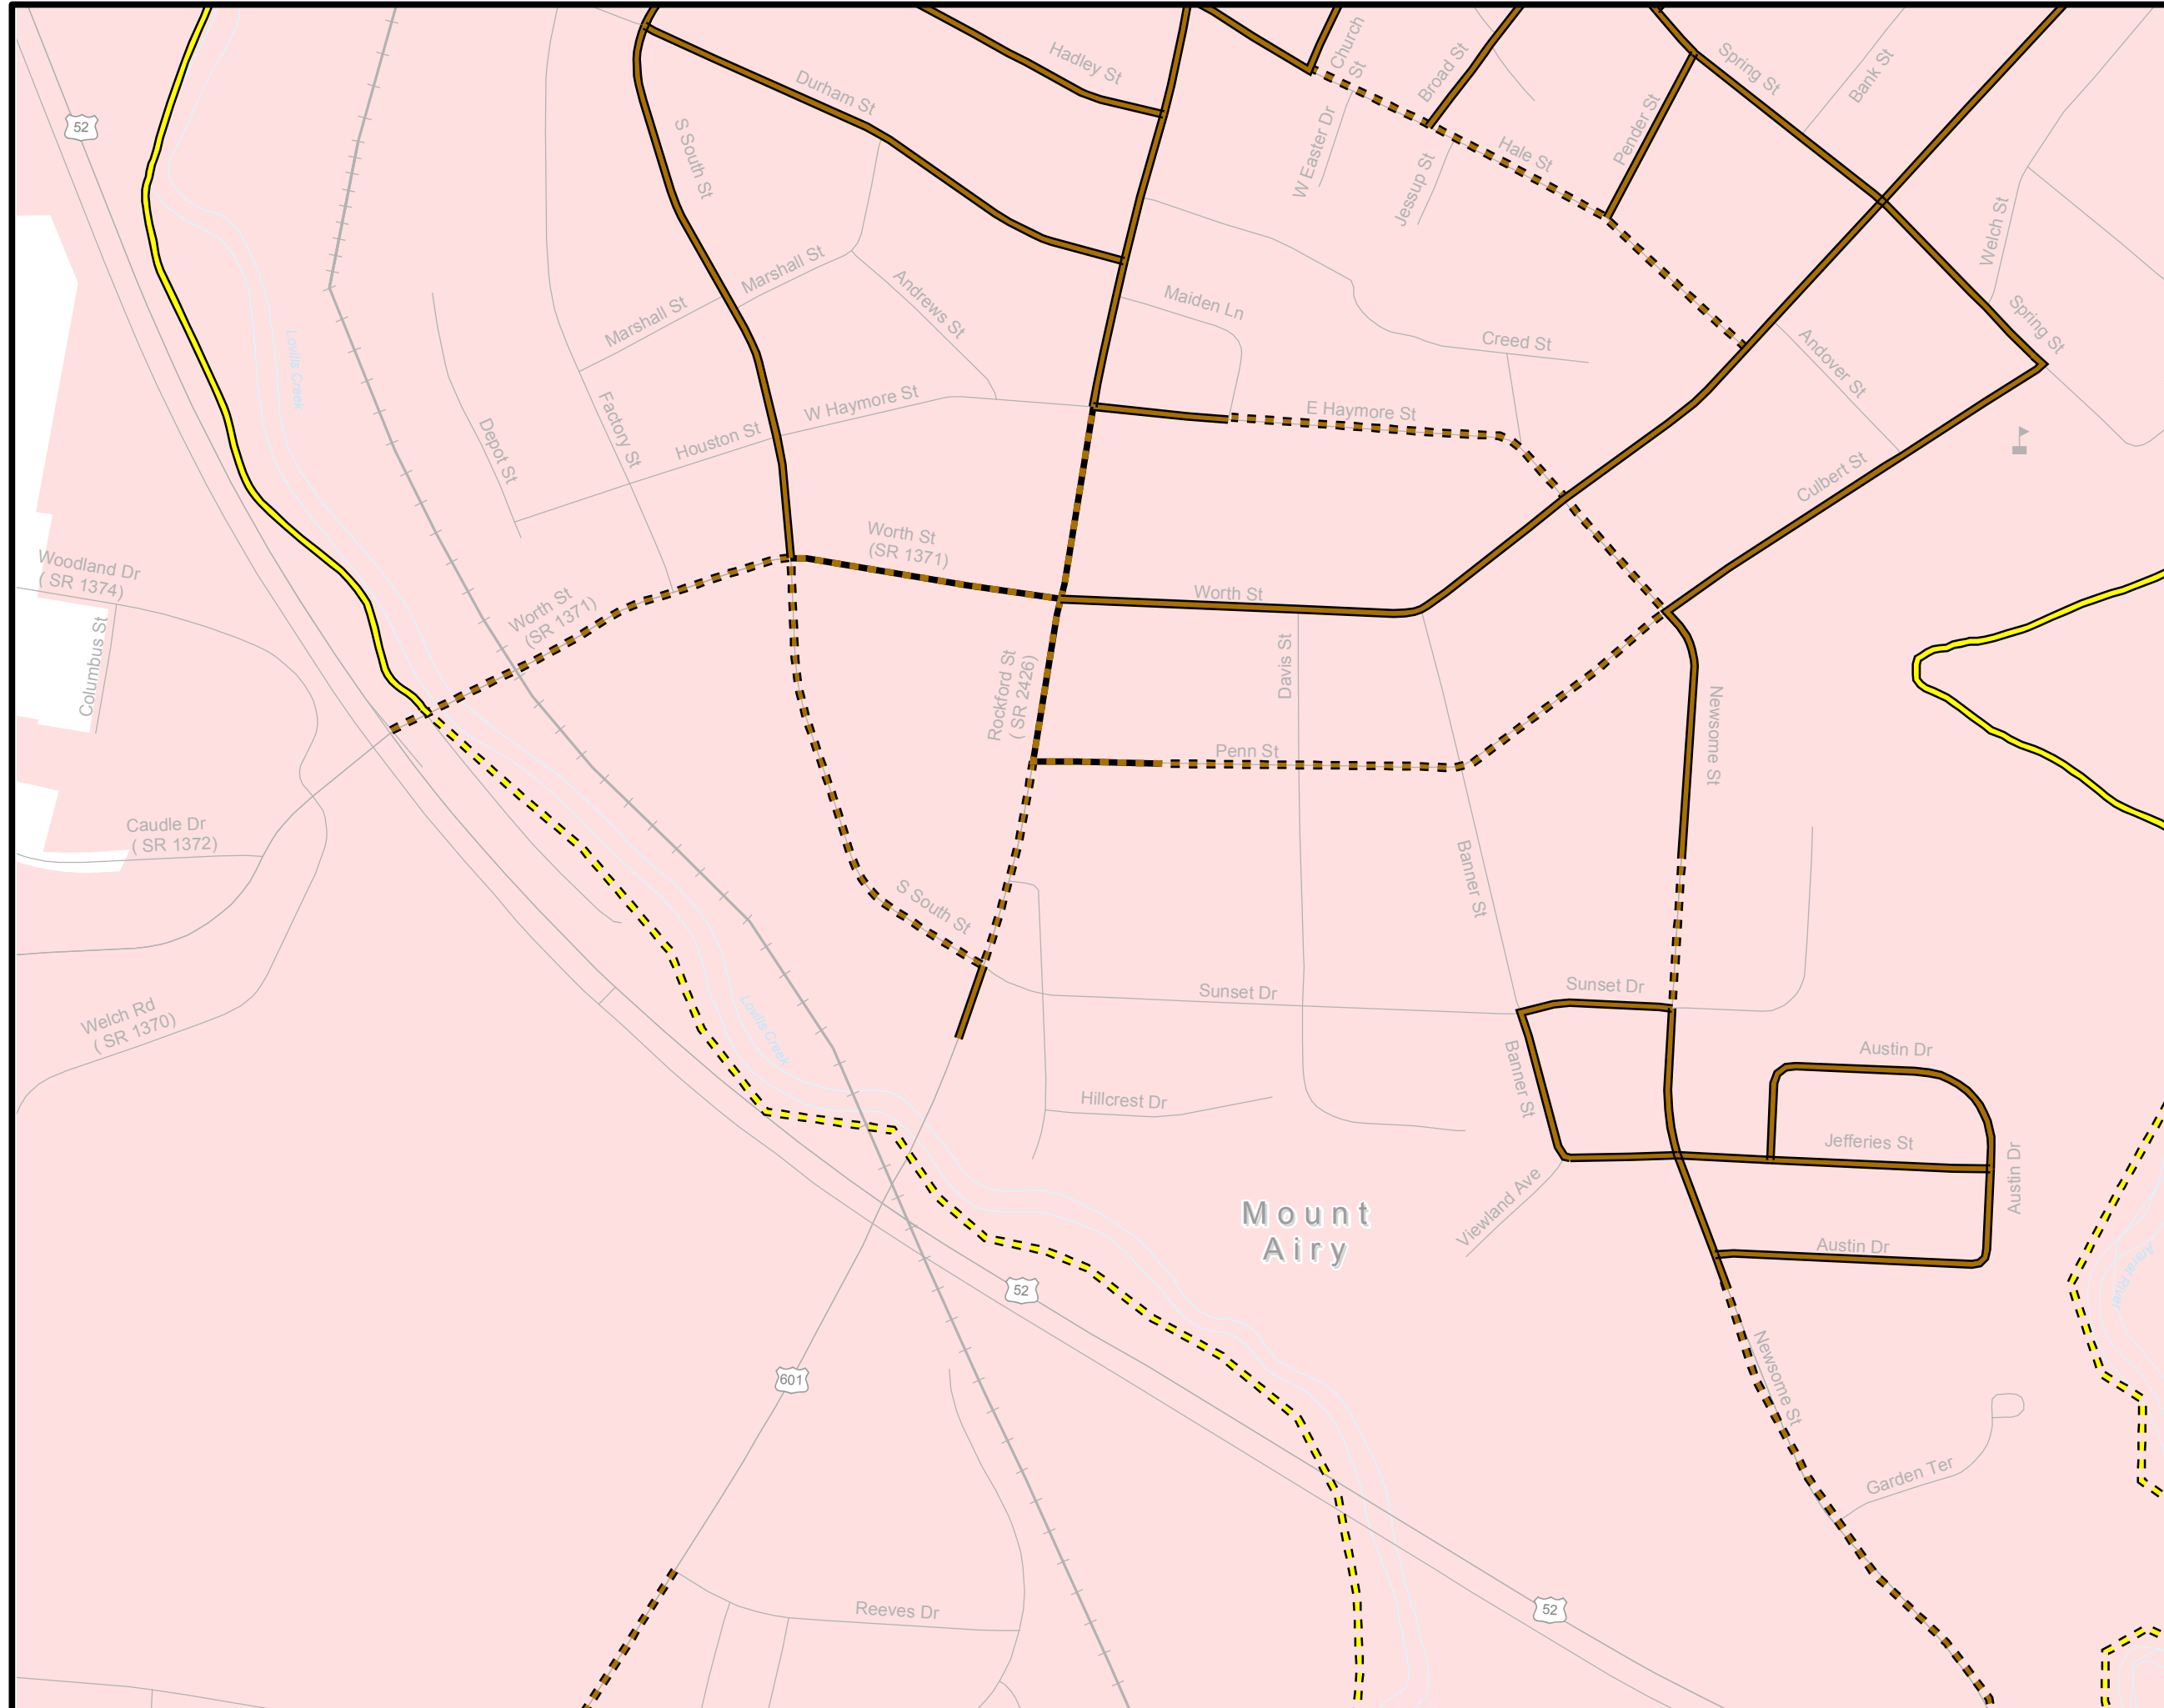 Church
St
Hadley St
Broad St
Spring St
Bank St
52
Durham St
S South St
W Easter Dr
Jessup St
Hale St
Pender St
Welch St
Marshall St
Marshall St
Andrews St
Maiden Ln
Creed St
Spring St
Andover St
Lovills Creek
Factory St
Depot St
Houston St
W Haymore St
E Haymore St
Culbert St
Woodland Dr
( SR 1374)
Worth St
(SR 1371)
Worth St
(SR 1371)
Worth St
Columbus St
Rockford St
( SR 2426)
Davis St
Newsome St
Penn St
Caudle Dr
( SR 1372)
Banner St
S South St
Welch Rd
( SR 1370)
Lovills Creek
Sunset Dr
Sunset Dr
Banner St
Austin Dr
Hillcrest Dr
Jefferies St
Austin Dr
Viewland Ave
Mount
Airy
Austin Dr
Ararat River
52
601
Newsome St
Garden Ter
Reeves Dr
52